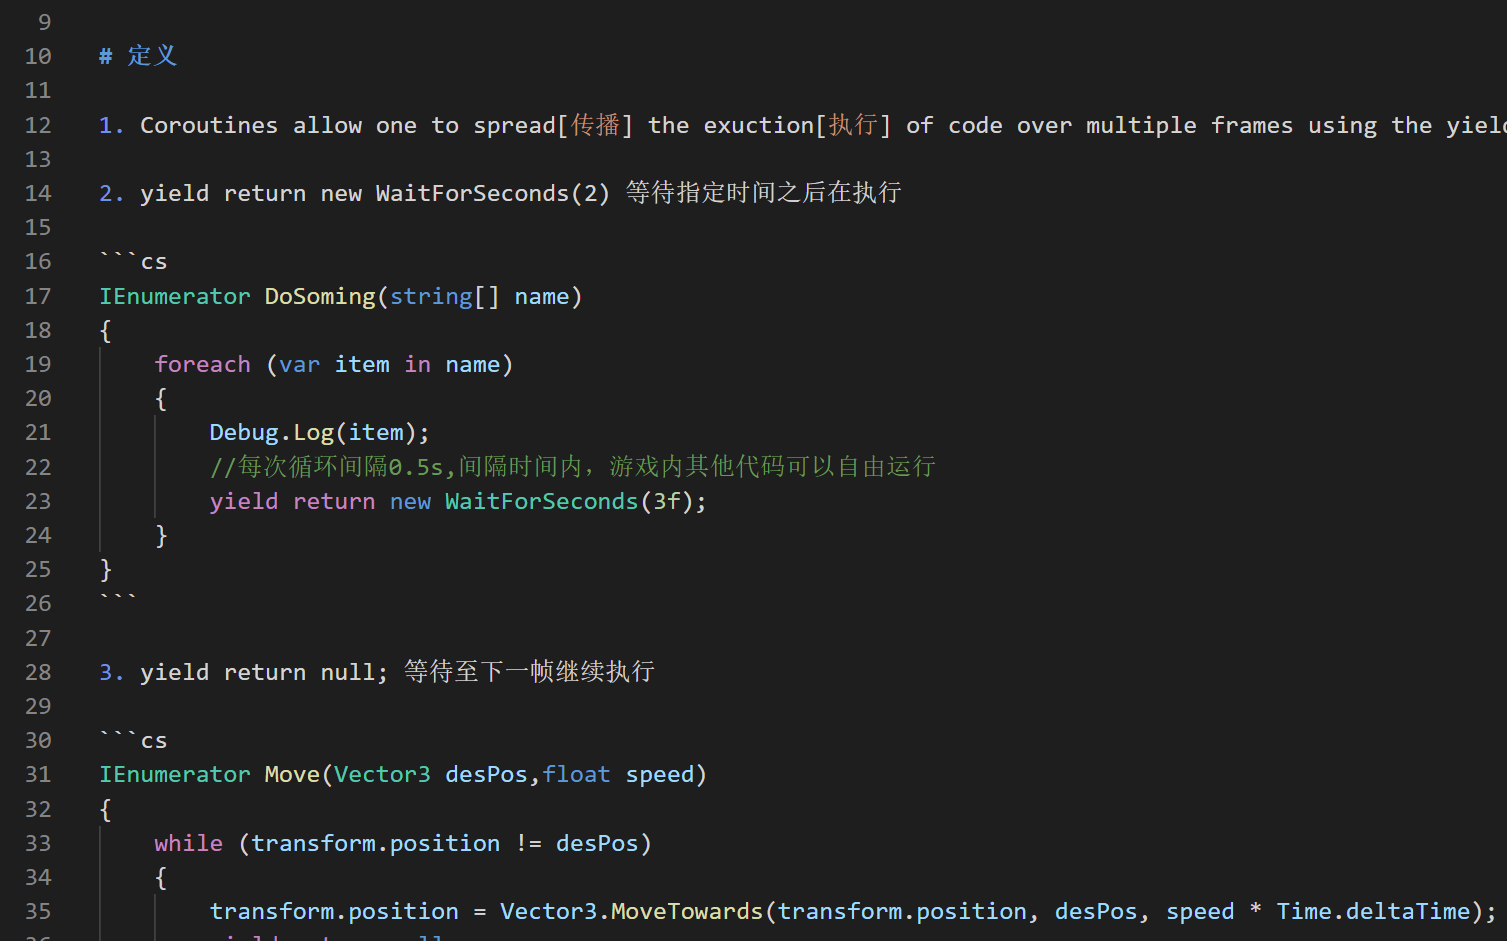 9
10 # 定义
11
12 1. Coroutines allow one to spread[传播] the exuction[执行] of code over multiple frames using the yield
13
14 2. yield return new WaitForSeconds(2) 等待指定时间之后在执行
15
16 ```cs
17 IEnumerator DoSoming(string[] name)
18 {
19     foreach (var item in name)
20     {
21         Debug.Log(item);
22         //每次循环间隔0.5s,间隔时间内，游戏内其他代码可以自由运行
23         yield return new WaitForSeconds(3f);
24     }
25 }
26 ```
27
28 3. yield return null; 等待至下一帧继续执行
29
30 ```cs
31 IEnumerator Move(Vector3 desPos,float speed)
32 {
33     while (transform.position != desPos)
34     {
35         transform.position = Vector3.MoveTowards(transform.position, desPos, speed * Time.deltaTime);